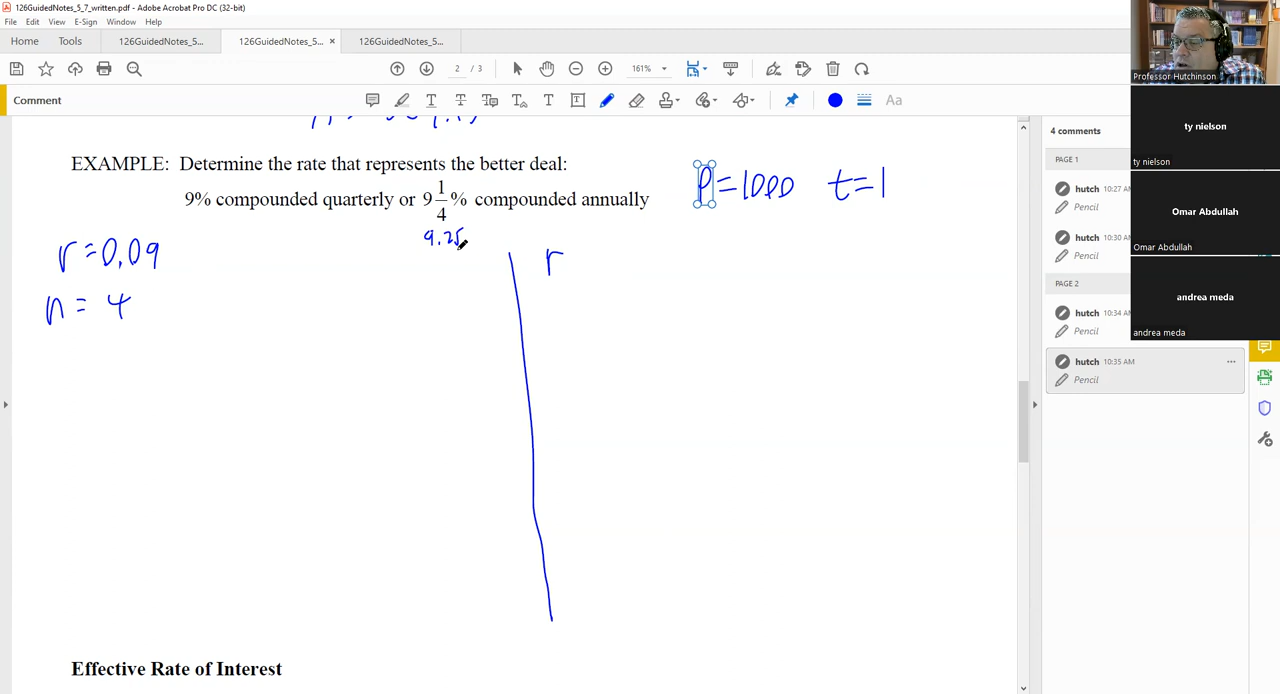 126GuidedNotes_5_7_written.pdf - Adobe Acrobat Pro DC (32-bit)
File Edit View E-Sign Window Help
Home Tools 126GuidedNotes_5... 126GuidedNotes_5... × 126GuidedNotes_5...
2 / 3 161%
Comment
Aa
EXAMPLE: Determine the rate that represents the better deal:
9% compounded quarterly or 9 1/4 % compounded annually
9.25
P=1000 t=1
r=0.09
n= 4
r
Effective Rate of Interest
4 comments
PAGE 1
hutch 10:27 AM
Pencil
hutch 10:30 AM
Pencil
PAGE 2
hutch 10:34 AM
Pencil
hutch 10:35 AM ...
Pencil
Professor Hutchinson
ty nielson
ty nielson
Omar Abdullah
Omar Abdullah
andrea meda
andrea meda